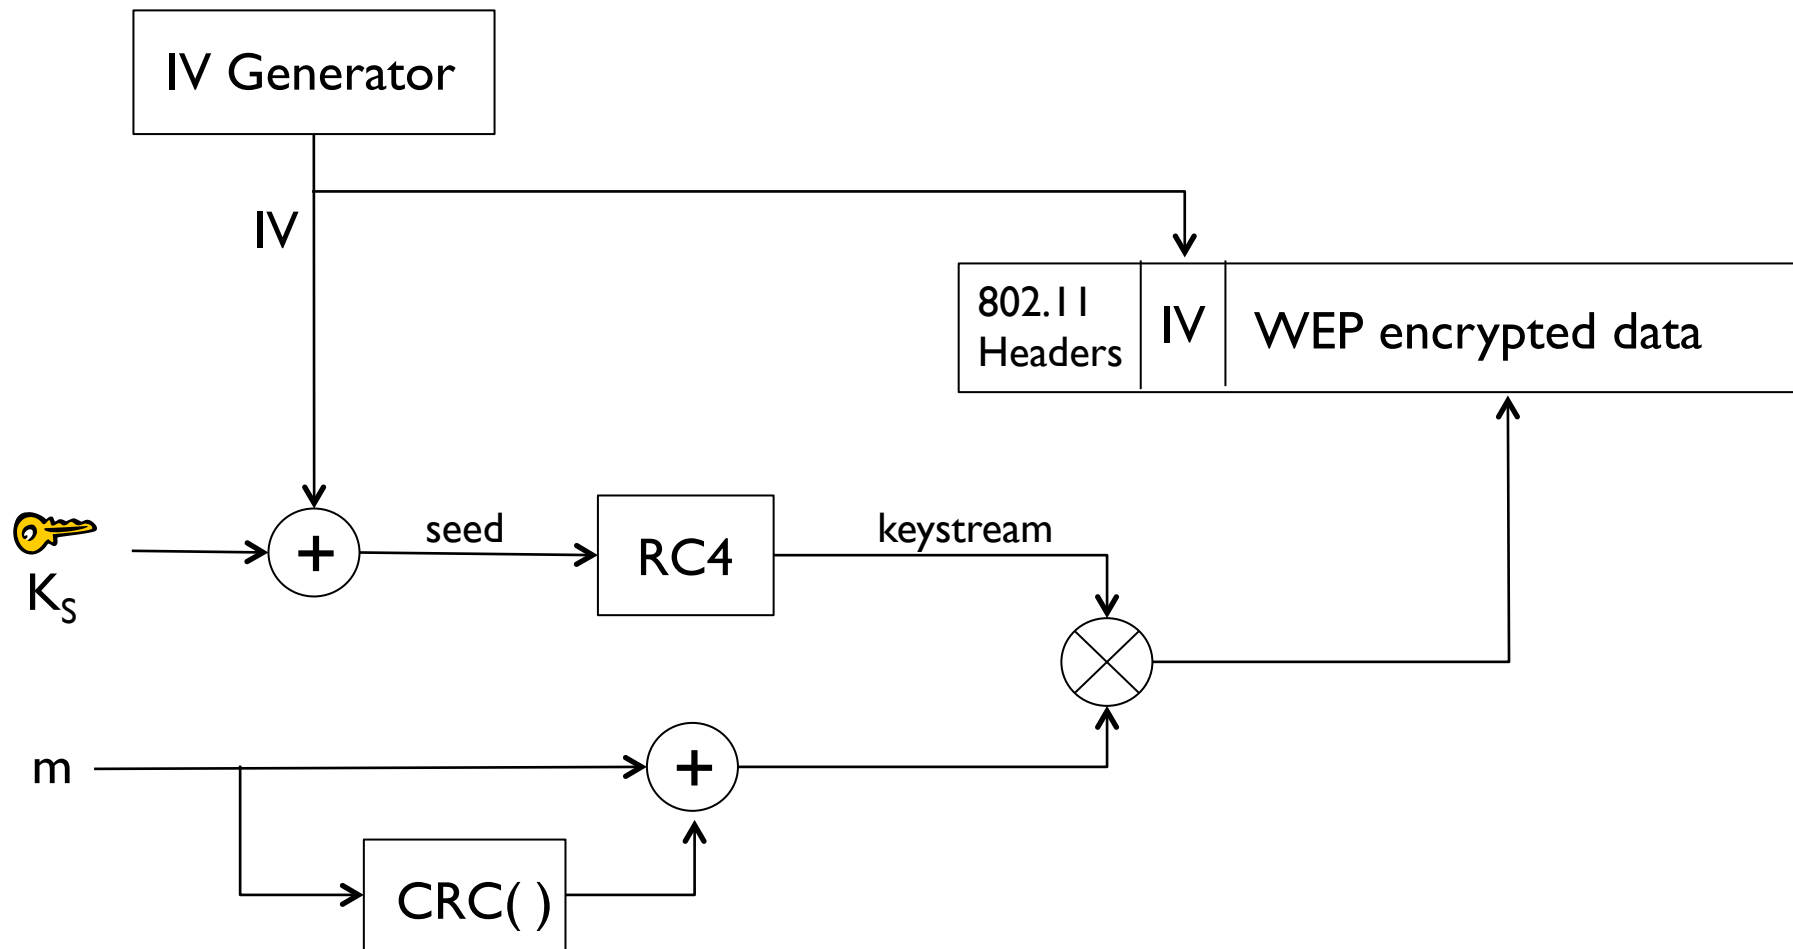 IV Generator
IV
802.11
Headers
IV
WEP encrypted data
seed
keystream
+
RC4
K_S
m
+
CRC( )